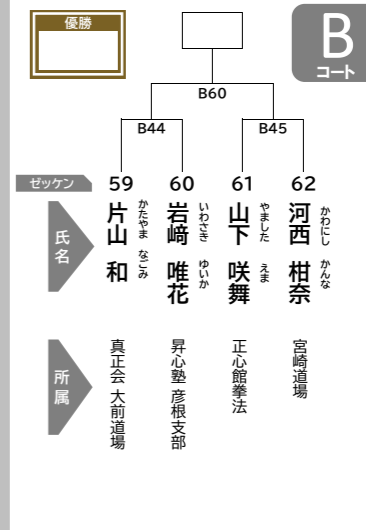 優勝
B
コート
B60
B44
B45
ゼッケン
59
60
61
62
氏名
片山 和
かたやま なごみ
岩﨑 唯花
いわさき ゆいか
山下 咲舞
やました えま
河西 柑奈
かわにし かんな
所属
真正会 大前道場
昇心塾 彦根支部
正心館拳法
宮崎道場